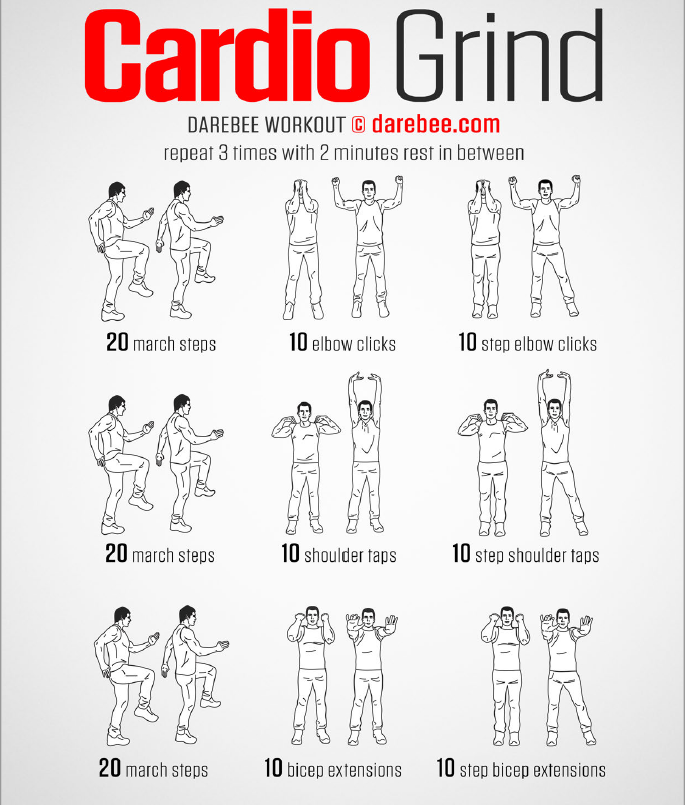 Cardio Grind
DAREBEE WORKOUT © darebee.com
repeat 3 times with 2 minutes rest in between
20 march steps
10 elbow clicks
10 step elbow clicks
20 march steps
10 shoulder taps
10 step shoulder taps
20 march steps
10 bicep extensions
10 step bicep extensions